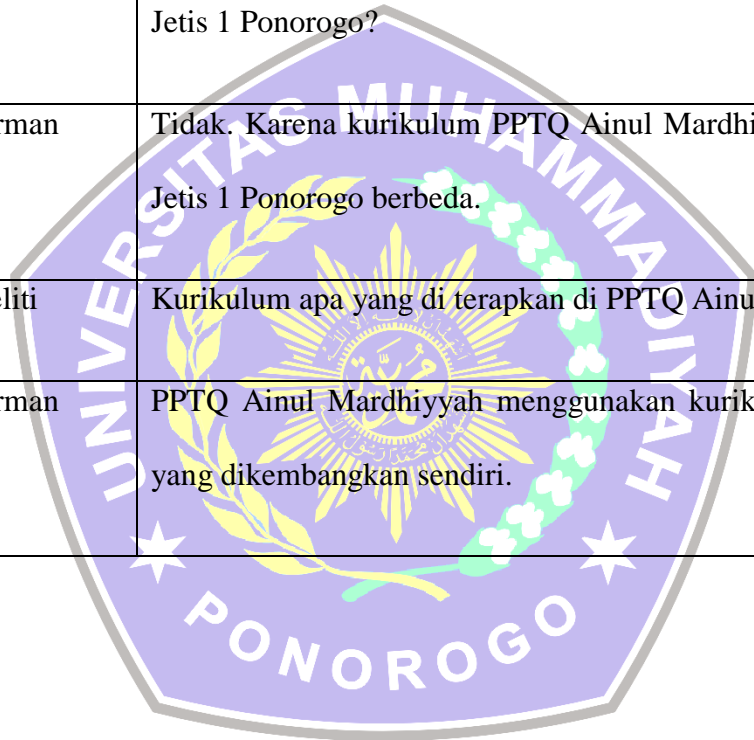 Jetis 1 Ponorogo?
rman Tidak. Karena kurikulum PPTQ Ainul Mardhi
Jetis 1 Ponorogo berbeda.
eliti Kurikulum apa yang di terapkan di PPTQ Ainu
rman PPTQ Ainul Mardhiyyah menggunakan kurik
yang dikembangkan sendiri.
UNIVERSITAS MUHAMMADIYAH
PONOROGO